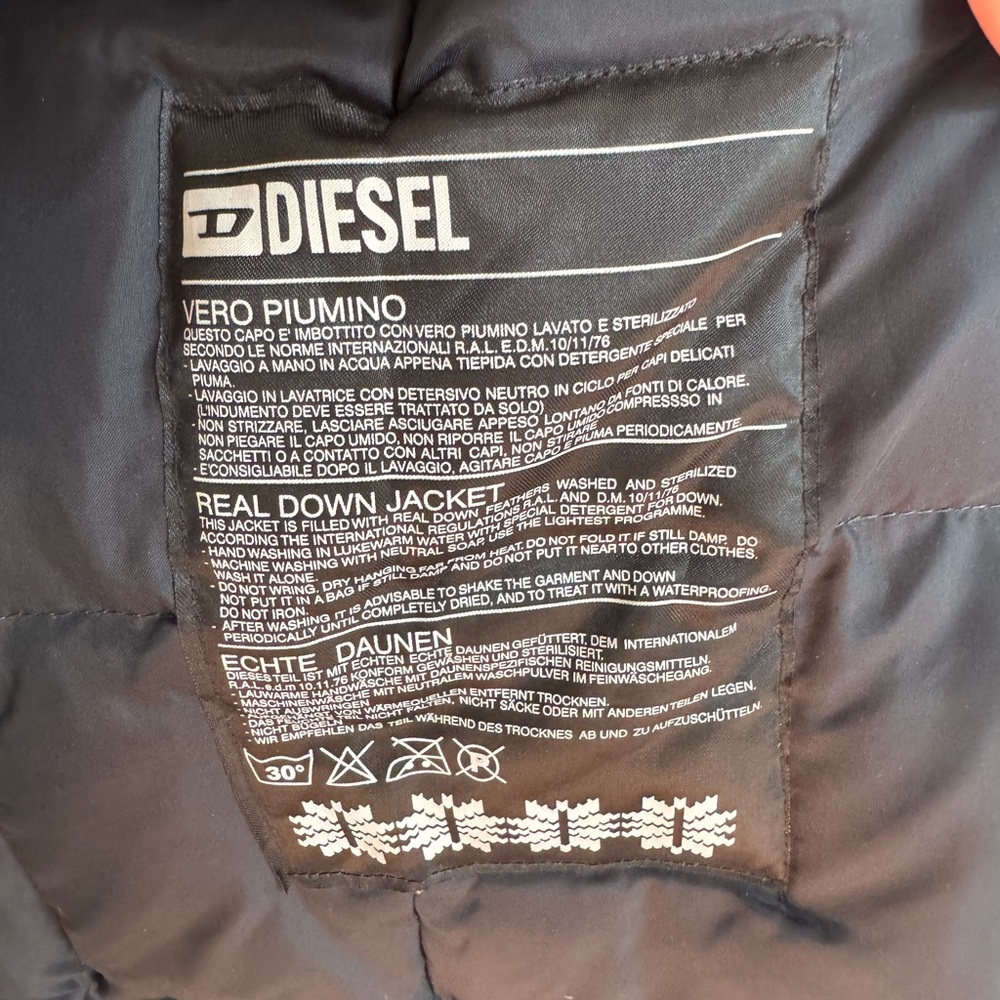 DIESEL
VERO PIUMINO
QUESTO CAPO E' IMBOTTITO CON VERO PIUMINO LAVATO E STERILIZZATO
SECONDO LE NORME INTERNAZIONALI R.A.L. E.D.M. 10/11/76
- LAVAGGIO A MANO IN ACQUA APPENA TIEPIDA CON DETERGENTE SPECIALE PER
PIUMA.
- LAVAGGIO IN LAVATRICE CON DETERSIVO NEUTRO IN CICLO PER CAPI DELICATI
(L'INDUMENTO DEVE ESSERE TRATTATO DA SOLO)
- NON STRIZZARE, LASCIARE ASCIUGARE APPESO LONTANO DA FONTI DI CALORE.
NON PIEGARE IL CAPO UMIDO, NON RIPORRE IL CAPO UMIDO COMPRESSSO IN
SACCHETTI O A CONTATTO CON ALTRI CAPI, NON STIRARE
- E'CONSIGLIABILE DOPO IL LAVAGGIO, AGITARE CAPO E PIUMA PERIODICAMENTE.
REAL DOWN JACKET
THIS JACKET IS FILLED WITH REAL DOWN FEATHERS WASHED AND STERILIZED
ACCORDING THE INTERNATIONAL REGULATIONS R.A.L. AND D.M. 10/11/76
- HAND WASHING IN LUKEWARM WATER WITH SPECIAL DETERGENT FOR DOWN.
- MACHINE WASHING WITH NEUTRAL SOAP, USE THE LIGHTEST PROGRAMME.
WASH IT ALONE.
- DO NOT WRING. DRY HANGING FAR FROM HEAT. DO NOT FOLD IT IF STILL DAMP. DO
NOT PUT IT IN A BAG IF STILL DAMP AND DO NOT PUT IT NEAR TO OTHER CLOTHES.
DO NOT IRON.
- AFTER WASHING IT IS ADVISABLE TO SHAKE THE GARMENT AND DOWN
PERIODICALLY UNTIL COMPLETELY DRIED, AND TO TREAT IT WITH A WATERPROOFING.
ECHTE DAUNEN
DIESES TEIL IST MIT ECHTEN ECHTE DAUNEN GEFÜTTERT, DEM INTERNATIONALEM
R.A.L. e.d.m 10.11.76 KONFORM GEWASHEN UND STERILISIERT.
- LAUWARME HANDWÄSCHE MIT DAUNENSPEZIFISCHEN REINIGUNGSMITTELN.
- MASCHINENWÄSCHE MIT NEUTRALEM WASCHPULVER IM FEINWÄSCHEGANG.
- NICHT AUSWRINGEN
- AUFGEHÄNGT VON WÄRMEQUELLEN ENTFERNT TROCKNEN.
- DAS FEUCHTE TEIL NICHT FALTEN, NICHT SÄCKE ODER MIT ANDEREN TEILEN LEGEN.
- NICHT BÜGELN
- WIR EMPFEHLEN DAS TEIL WÄHREND DES TROCKNES AB UND ZU AUFZUSCHÜTTELN.
30° P